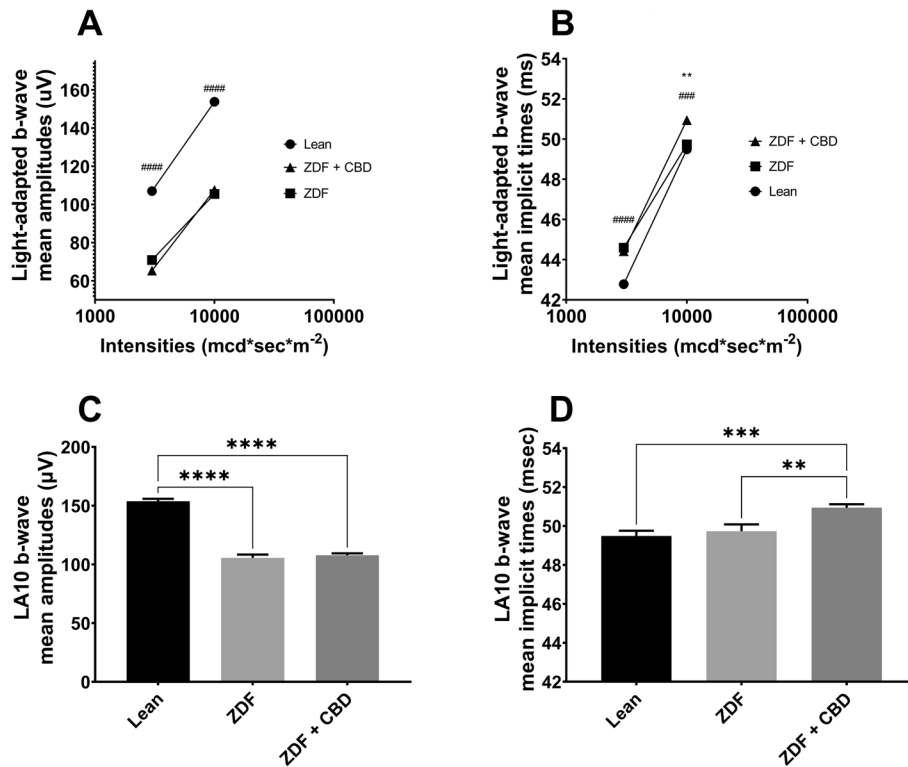 A
Light-adapted b-wave
mean amplitudes (uV)
160
140
120
100
80
60
####
####
Lean
ZDF + CBD
ZDF
1000
10000
100000
Intensities (mcd*sec*m-2)
B
Light-adapted b-wave
mean implicit times (ms)
54
52
50
48
46
44
42
**
###
####
ZDF + CBD
ZDF
Lean
1000
10000
100000
Intensities (mcd*sec*m-2)
C
LA10 b-wave
mean amplitudes (µV)
200
150
100
50
0
****
****
Lean
ZDF
ZDF + CBD
D
LA10 b-wave
mean implicit times (msec)
54
52
50
48
46
44
42
***
**
Lean
ZDF
ZDF + CBD